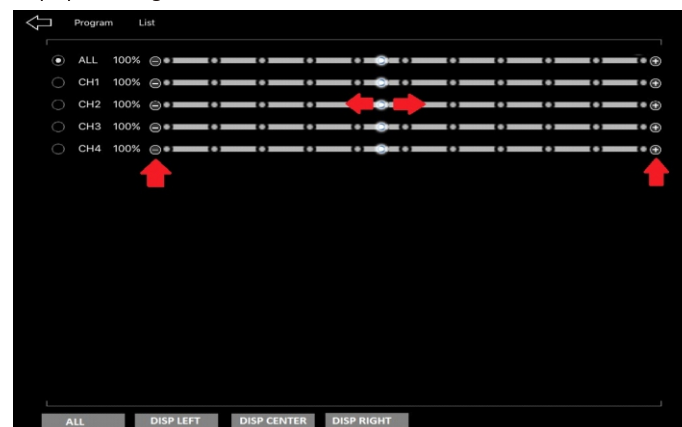 Program List
ALL 100%
CH1 100%
CH2 100%
CH3 100%
CH4 100%
ALL DISP LEFT DISP CENTER DISP RIGHT